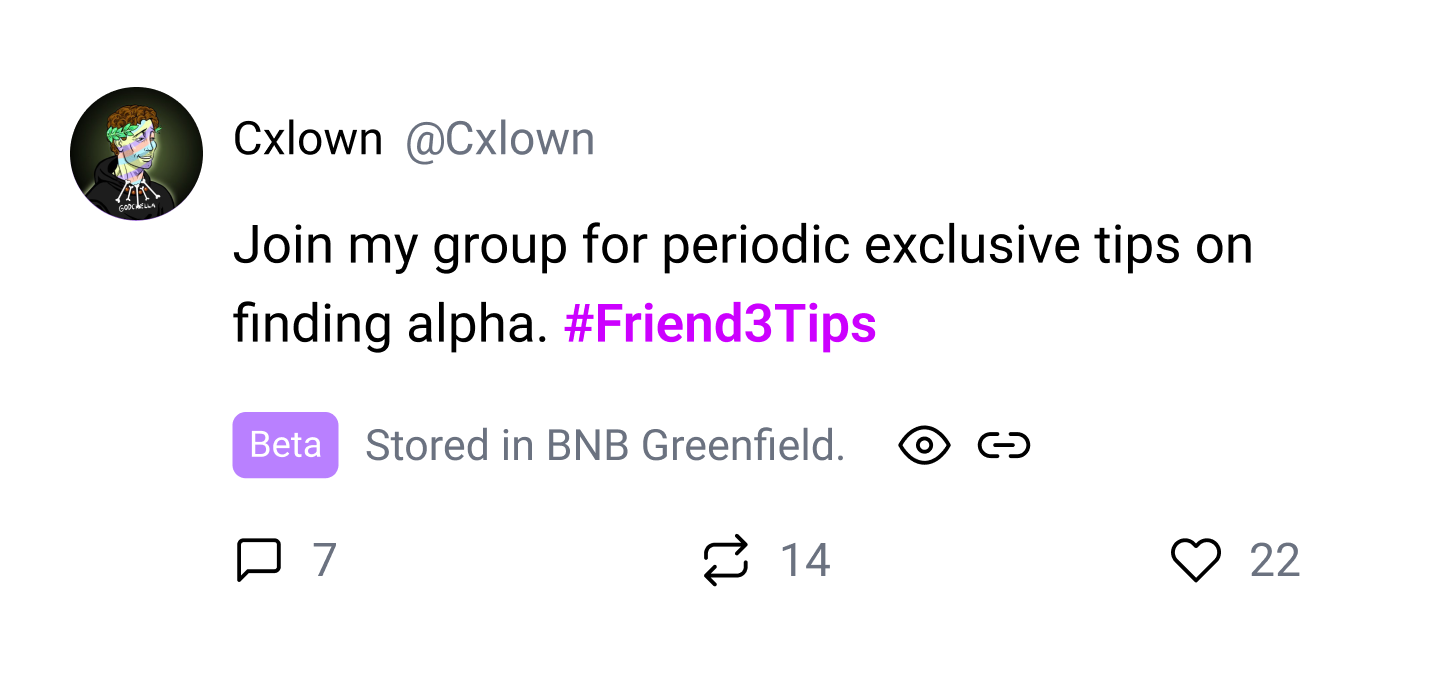 Cxlown @Cxlown
GODCHELLA
Join my group for periodic exclusive tips on
finding alpha. #Friend3Tips
Beta Stored in BNB Greenfield.
7 14 22